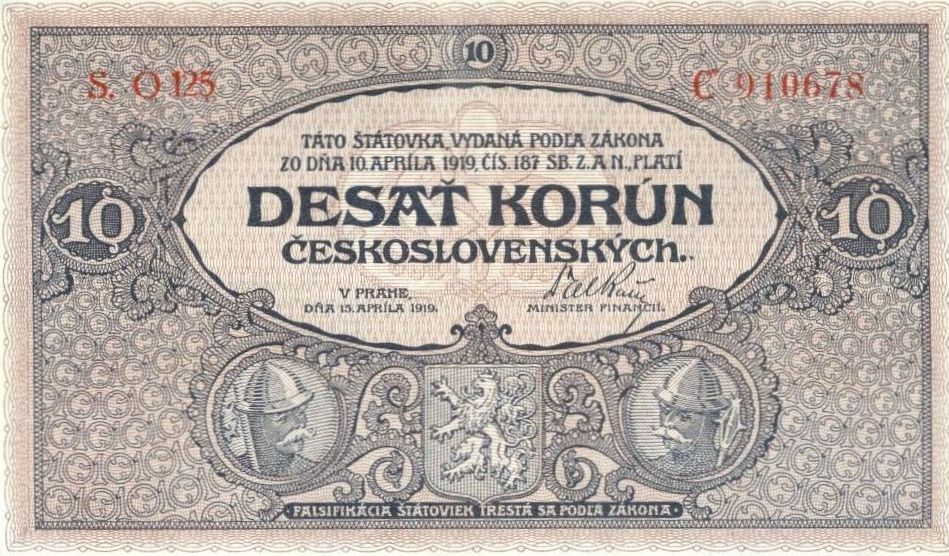 10
S. O 125
Č 910678
TÁTO ŠTÁTOVKA, VYDANÁ PODĽA ZÁKONA
ZO DŇA 10. APRÍLA 1919, ČÍS. 187 SB. Z. A N., PLATÍ
10
DESAŤ KORÚN
10
ČESKOSLOVENSKÝCH.
V PRAHE,
DŇA 15. APRÍLA 1919.
MINISTER FINANCIÍ.
FALSIFIKÁCIA ŠTÁTOVIEK TRESTÁ SA PODĽA ZÁKONA